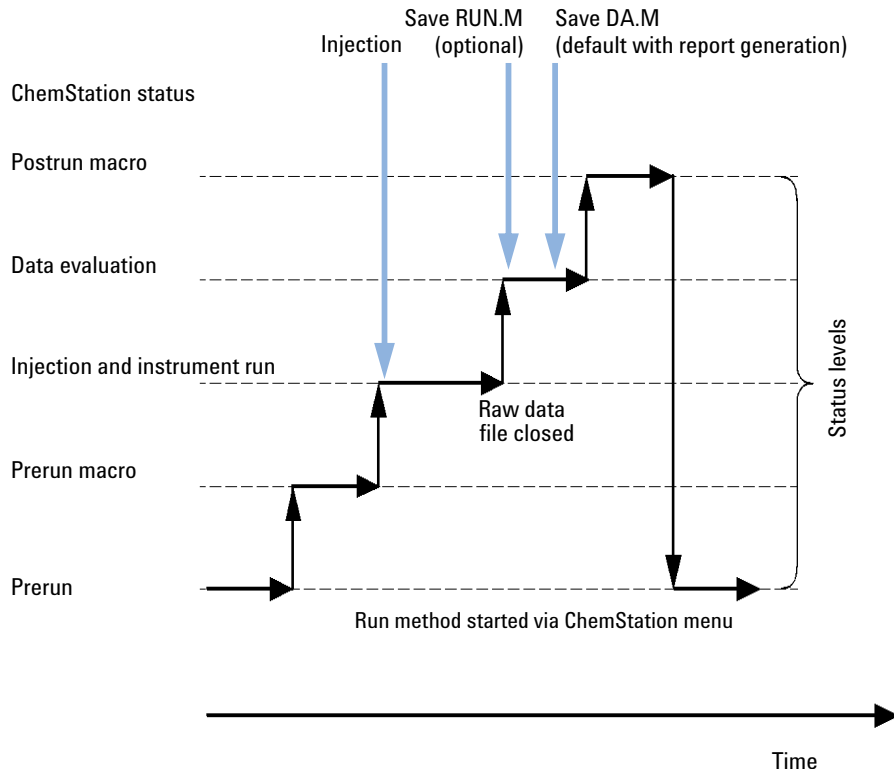 Save RUN.M
(optional)
Save DA.M
(default with report generation)
Injection
ChemStation status
Postrun macro
Data evaluation
Injection and instrument run
Raw data
file closed
Prerun macro
Prerun
Run method started via ChemStation menu
Status levels
Time